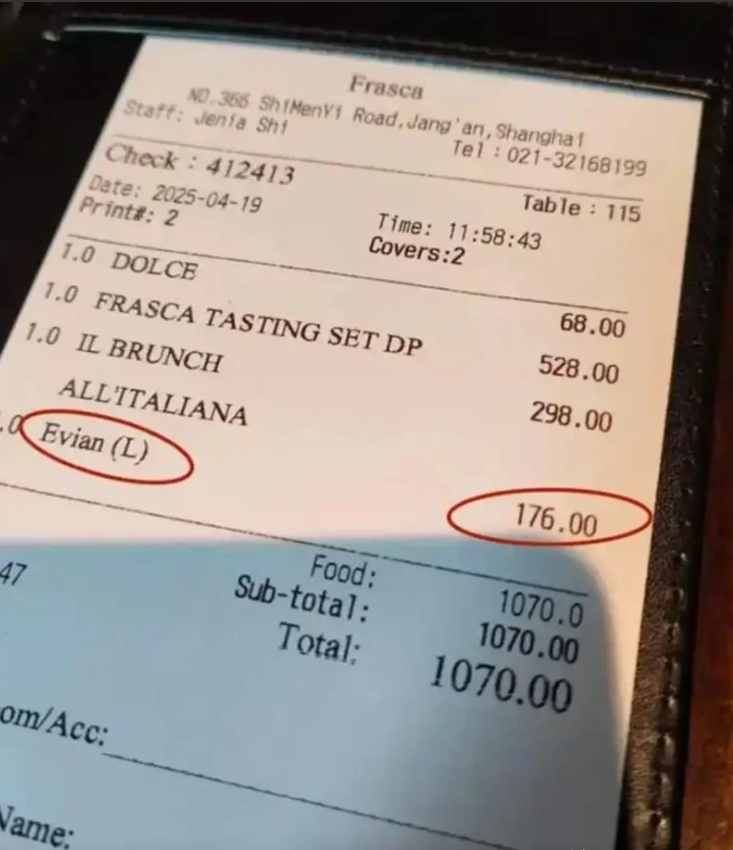 Frasca
NO.366 ShiMenYi Road,Jang'an,Shanghai
Staff: Jenia Shi
Tel : 021-32168199
Check : 412413
Table : 115
Date: 2025-04-19
Time: 11:58:43
Print#: 2
Covers:2
1.0 DOLCE 68.00
1.0 FRASCA TASTING SET DP 528.00
1.0 IL BRUNCH 298.00
ALL'ITALIANA
.0 Evian (L) 176.00
47
Food: 1070.0
Sub-total: 1070.00
Total: 1070.00
om/Acc:
Name: